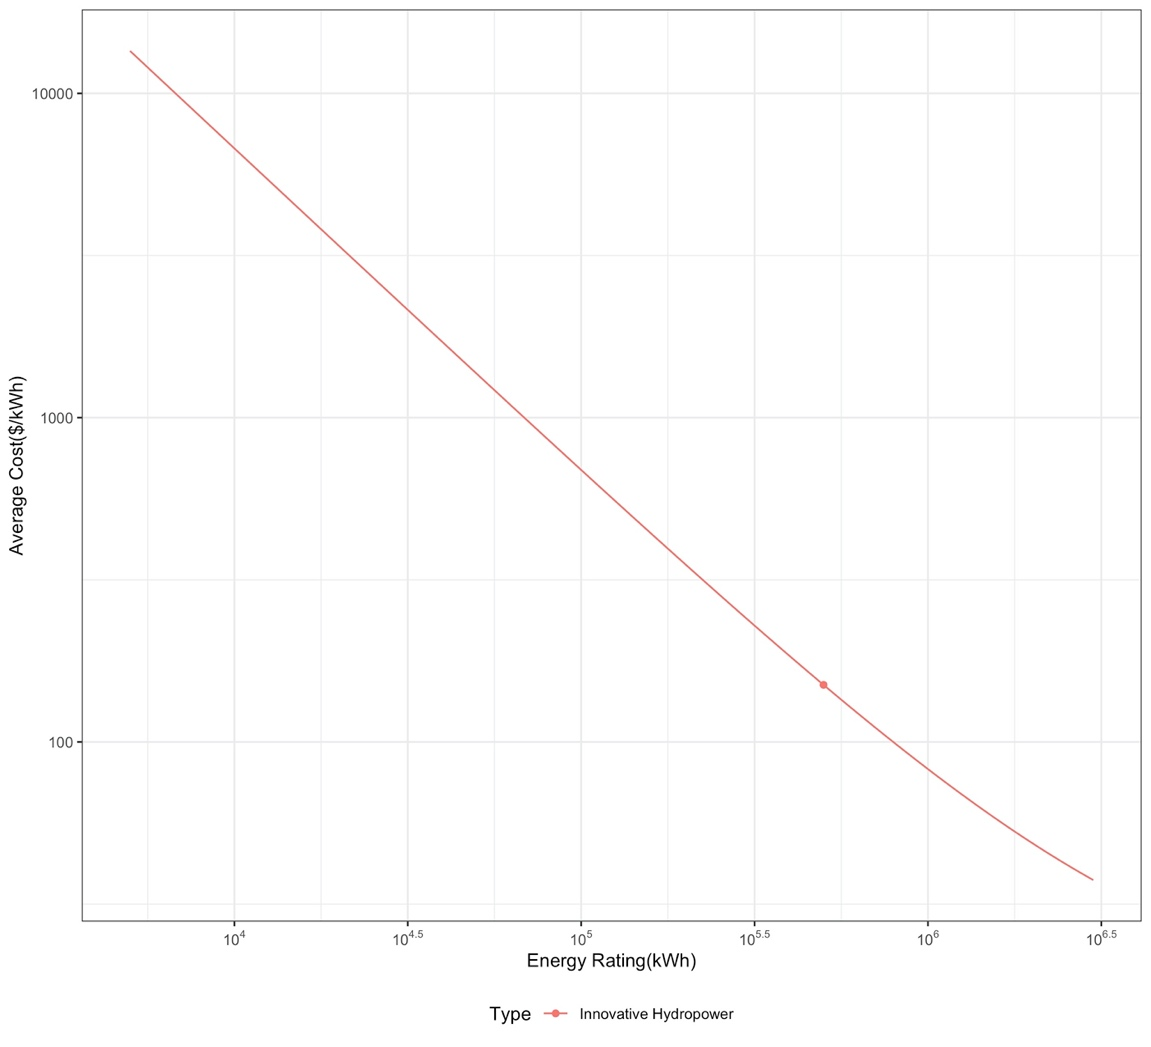 Average Cost($/kWh)
10000
1000
100
10^4 10^4.5 10^5 10^5.5 10^6 10^6.5
Energy Rating(kWh)
Type Innovative Hydropower